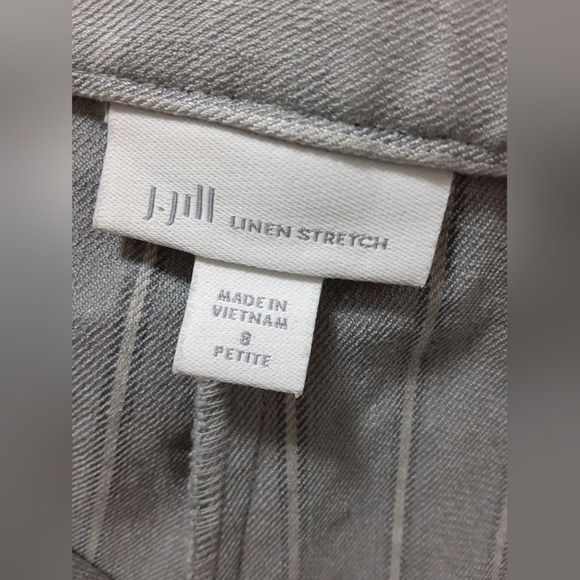 J.Jill LINEN STRETCH
MADE IN
VIETNAM
8
PETITE